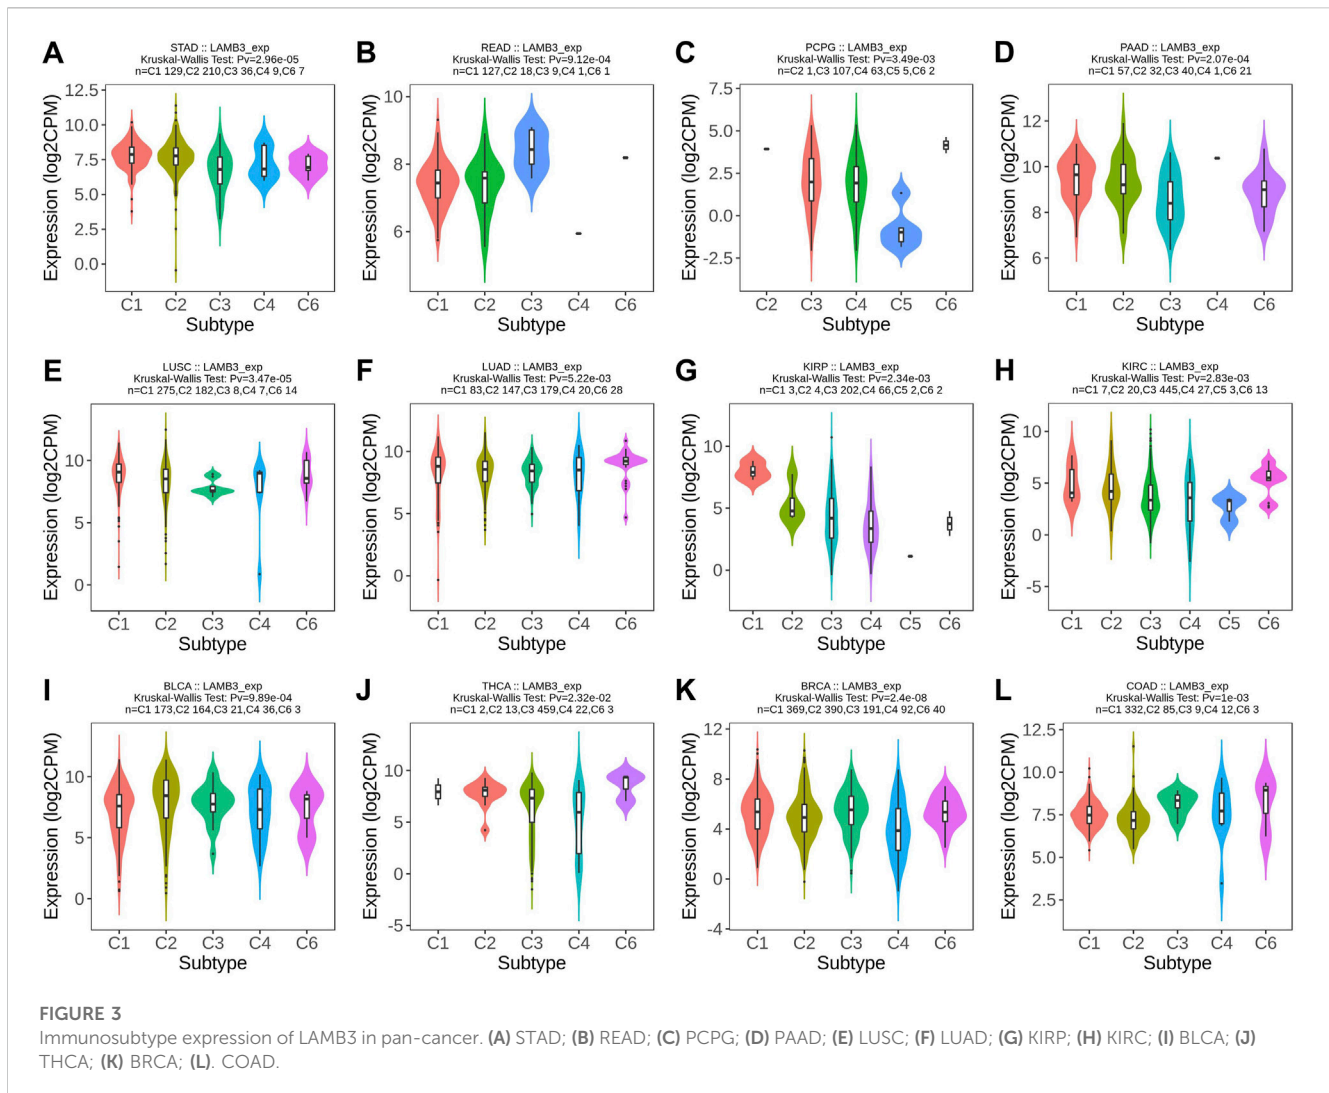 A
STAD :: LAMB3_exp
Kruskal-Wallis Test: Pv=2.96e-05
n=C1 129,C2 210,C3 36,C4 9,C6 7
Expression (log2CPM)
12.5
10.0
7.5
5.0
2.5
0.0
C1 C2 C3 C4 C6
Subtype
B
READ :: LAMB3_exp
Kruskal-Wallis Test: Pv=9.12e-04
n=C1 127,C2 18,C3 9,C4 1,C6 1
Expression (log2CPM)
10
8
6
C1 C2 C3 C4 C6
Subtype
C
PCPG :: LAMB3_exp
Kruskal-Wallis Test: Pv=3.49e-03
n=C2 1,C3 107,C4 63,C5 5,C6 2
Expression (log2CPM)
7.5
5.0
2.5
0.0
-2.5
C2 C3 C4 C5 C6
Subtype
D
PAAD :: LAMB3_exp
Kruskal-Wallis Test: Pv=2.07e-04
n=C1 57,C2 32,C3 40,C4 1,C6 21
Expression (log2CPM)
12
10
8
6
C1 C2 C3 C4 C6
Subtype
E
LUSC :: LAMB3_exp
Kruskal-Wallis Test: Pv=3.47e-05
n=C1 275,C2 182,C3 8,C4 7,C6 14
Expression (log2CPM)
10
5
0
C1 C2 C3 C4 C6
Subtype
F
LUAD :: LAMB3_exp
Kruskal-Wallis Test: Pv=5.22e-03
n=C1 83,C2 147,C3 179,C4 20,C6 28
Expression (log2CPM)
10
5
0
C1 C2 C3 C4 C6
Subtype
G
KIRP :: LAMB3_exp
Kruskal-Wallis Test: Pv=2.34e-03
n=C1 3,C2 4,C3 202,C4 66,C5 2,C6 2
Expression (log2CPM)
10
5
0
C1 C2 C3 C4 C5 C6
Subtype
H
KIRC :: LAMB3_exp
Kruskal-Wallis Test: Pv=2.83e-03
n=C1 7,C2 20,C3 445,C4 27,C5 3,C6 13
Expression (log2CPM)
10
5
0
-5
C1 C2 C3 C4 C5 C6
Subtype
I
BLCA :: LAMB3_exp
Kruskal-Wallis Test: Pv=9.89e-04
n=C1 173,C2 164,C3 21,C4 36,C6 3
Expression (log2CPM)
10
5
0
C1 C2 C3 C4 C6
Subtype
J
THCA :: LAMB3_exp
Kruskal-Wallis Test: Pv=2.32e-02
n=C1 2,C2 13,C3 459,C4 22,C6 3
Expression (log2CPM)
10
5
0
-5
C1 C2 C3 C4 C6
Subtype
K
BRCA :: LAMB3_exp
Kruskal-Wallis Test: Pv=2.4e-08
n=C1 369,C2 390,C3 191,C4 92,C6 40
Expression (log2CPM)
12
8
4
0
-4
C1 C2 C3 C4 C6
Subtype
L
COAD :: LAMB3_exp
Kruskal-Wallis Test: Pv=1e-03
n=C1 332,C2 85,C3 9,C4 12,C6 3
Expression (log2CPM)
12.5
10.0
7.5
5.0
2.5
C1 C2 C3 C4 C6
Subtype
FIGURE 3
Immunosubtype expression of LAMB3 in pan-cancer. (A) STAD; (B) READ; (C) PCPG; (D) PAAD; (E) LUSC; (F) LUAD; (G) KIRP; (H) KIRC; (I) BLCA; (J)
THCA; (K) BRCA; (L). COAD.